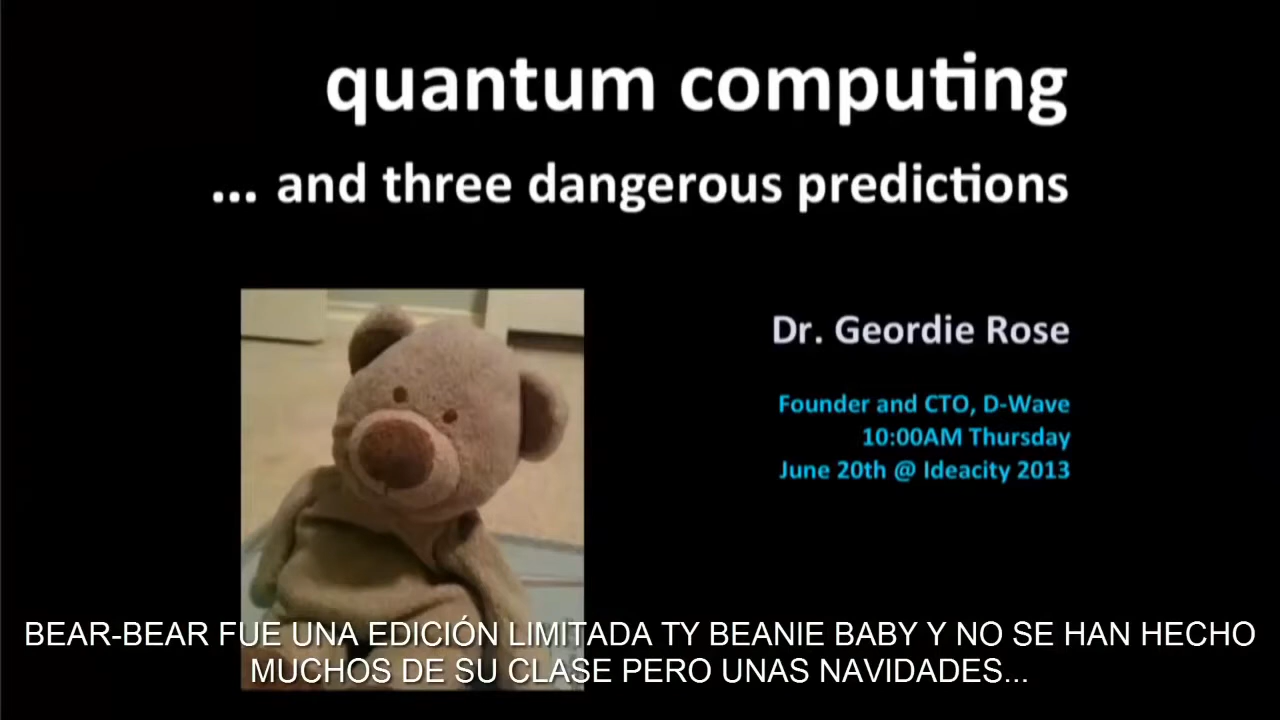 quantum computing
... and three dangerous predictions
Dr. Geordie Rose
Founder and CTO, D-Wave
10:00AM Thursday
June 20th @ Ideacity 2013
BEAR-BEAR FUE UNA EDICIÓN LIMITADA TY BEANIE BABY Y NO SE HAN HECHO
MUCHOS DE SU CLASE PERO UNAS NAVIDADES...